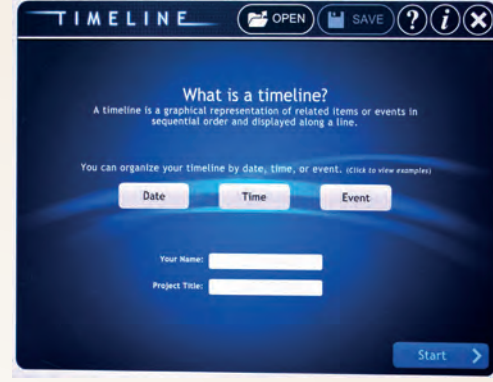 TIMELINE
OPEN
SAVE
?
i
X
What is a timeline?
A timeline is a graphical representation of related items or events in
sequential order and displayed along a line.
You can organize your timeline by date, time, or event. (Click to view examples)
Date
Time
Event
Your Name:
Project Title:
Start